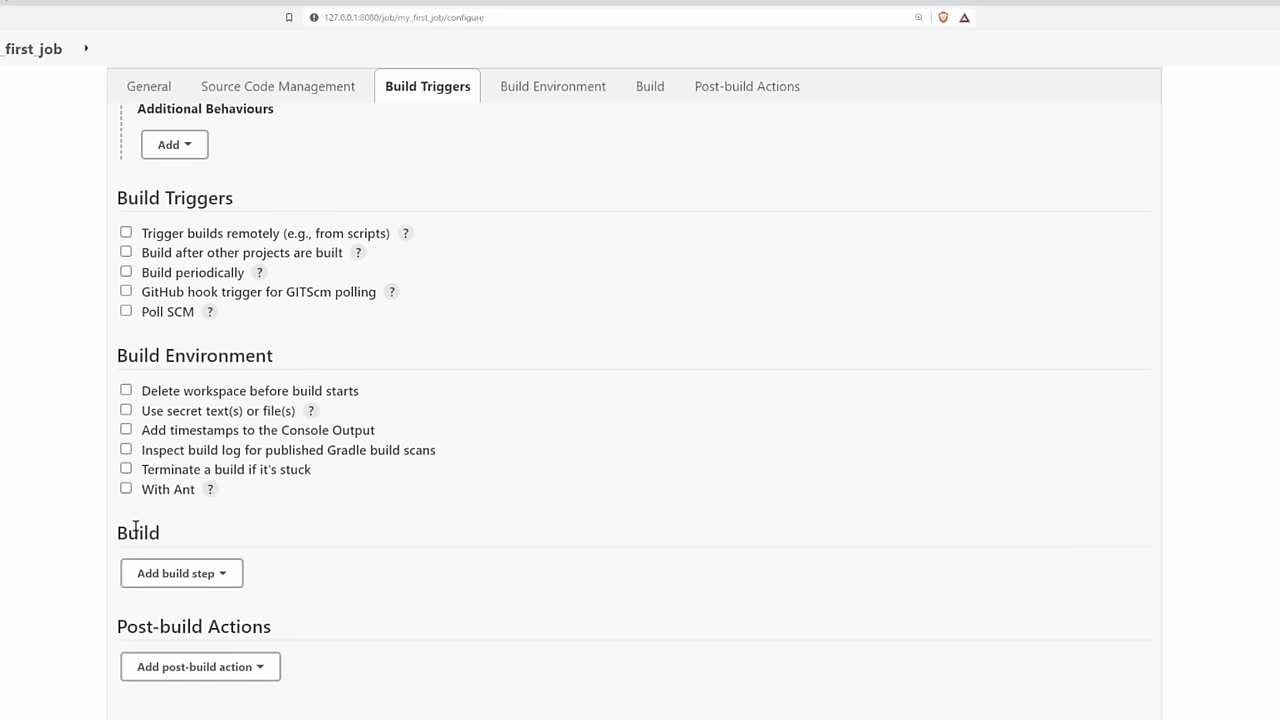 127.0.0.1:8080/job/my_first_job/configure
_first_job
General Source Code Management Build Triggers Build Environment Build Post-build Actions
Additional Behaviours
Add
Build Triggers
Trigger builds remotely (e.g., from scripts) ?
Build after other projects are built ?
Build periodically ?
GitHub hook trigger for GITScm polling ?
Poll SCM ?
Build Environment
Delete workspace before build starts
Use secret text(s) or file(s) ?
Add timestamps to the Console Output
Inspect build log for published Gradle build scans
Terminate a build if it's stuck
With Ant ?
Build
Add build step
Post-build Actions
Add post-build action